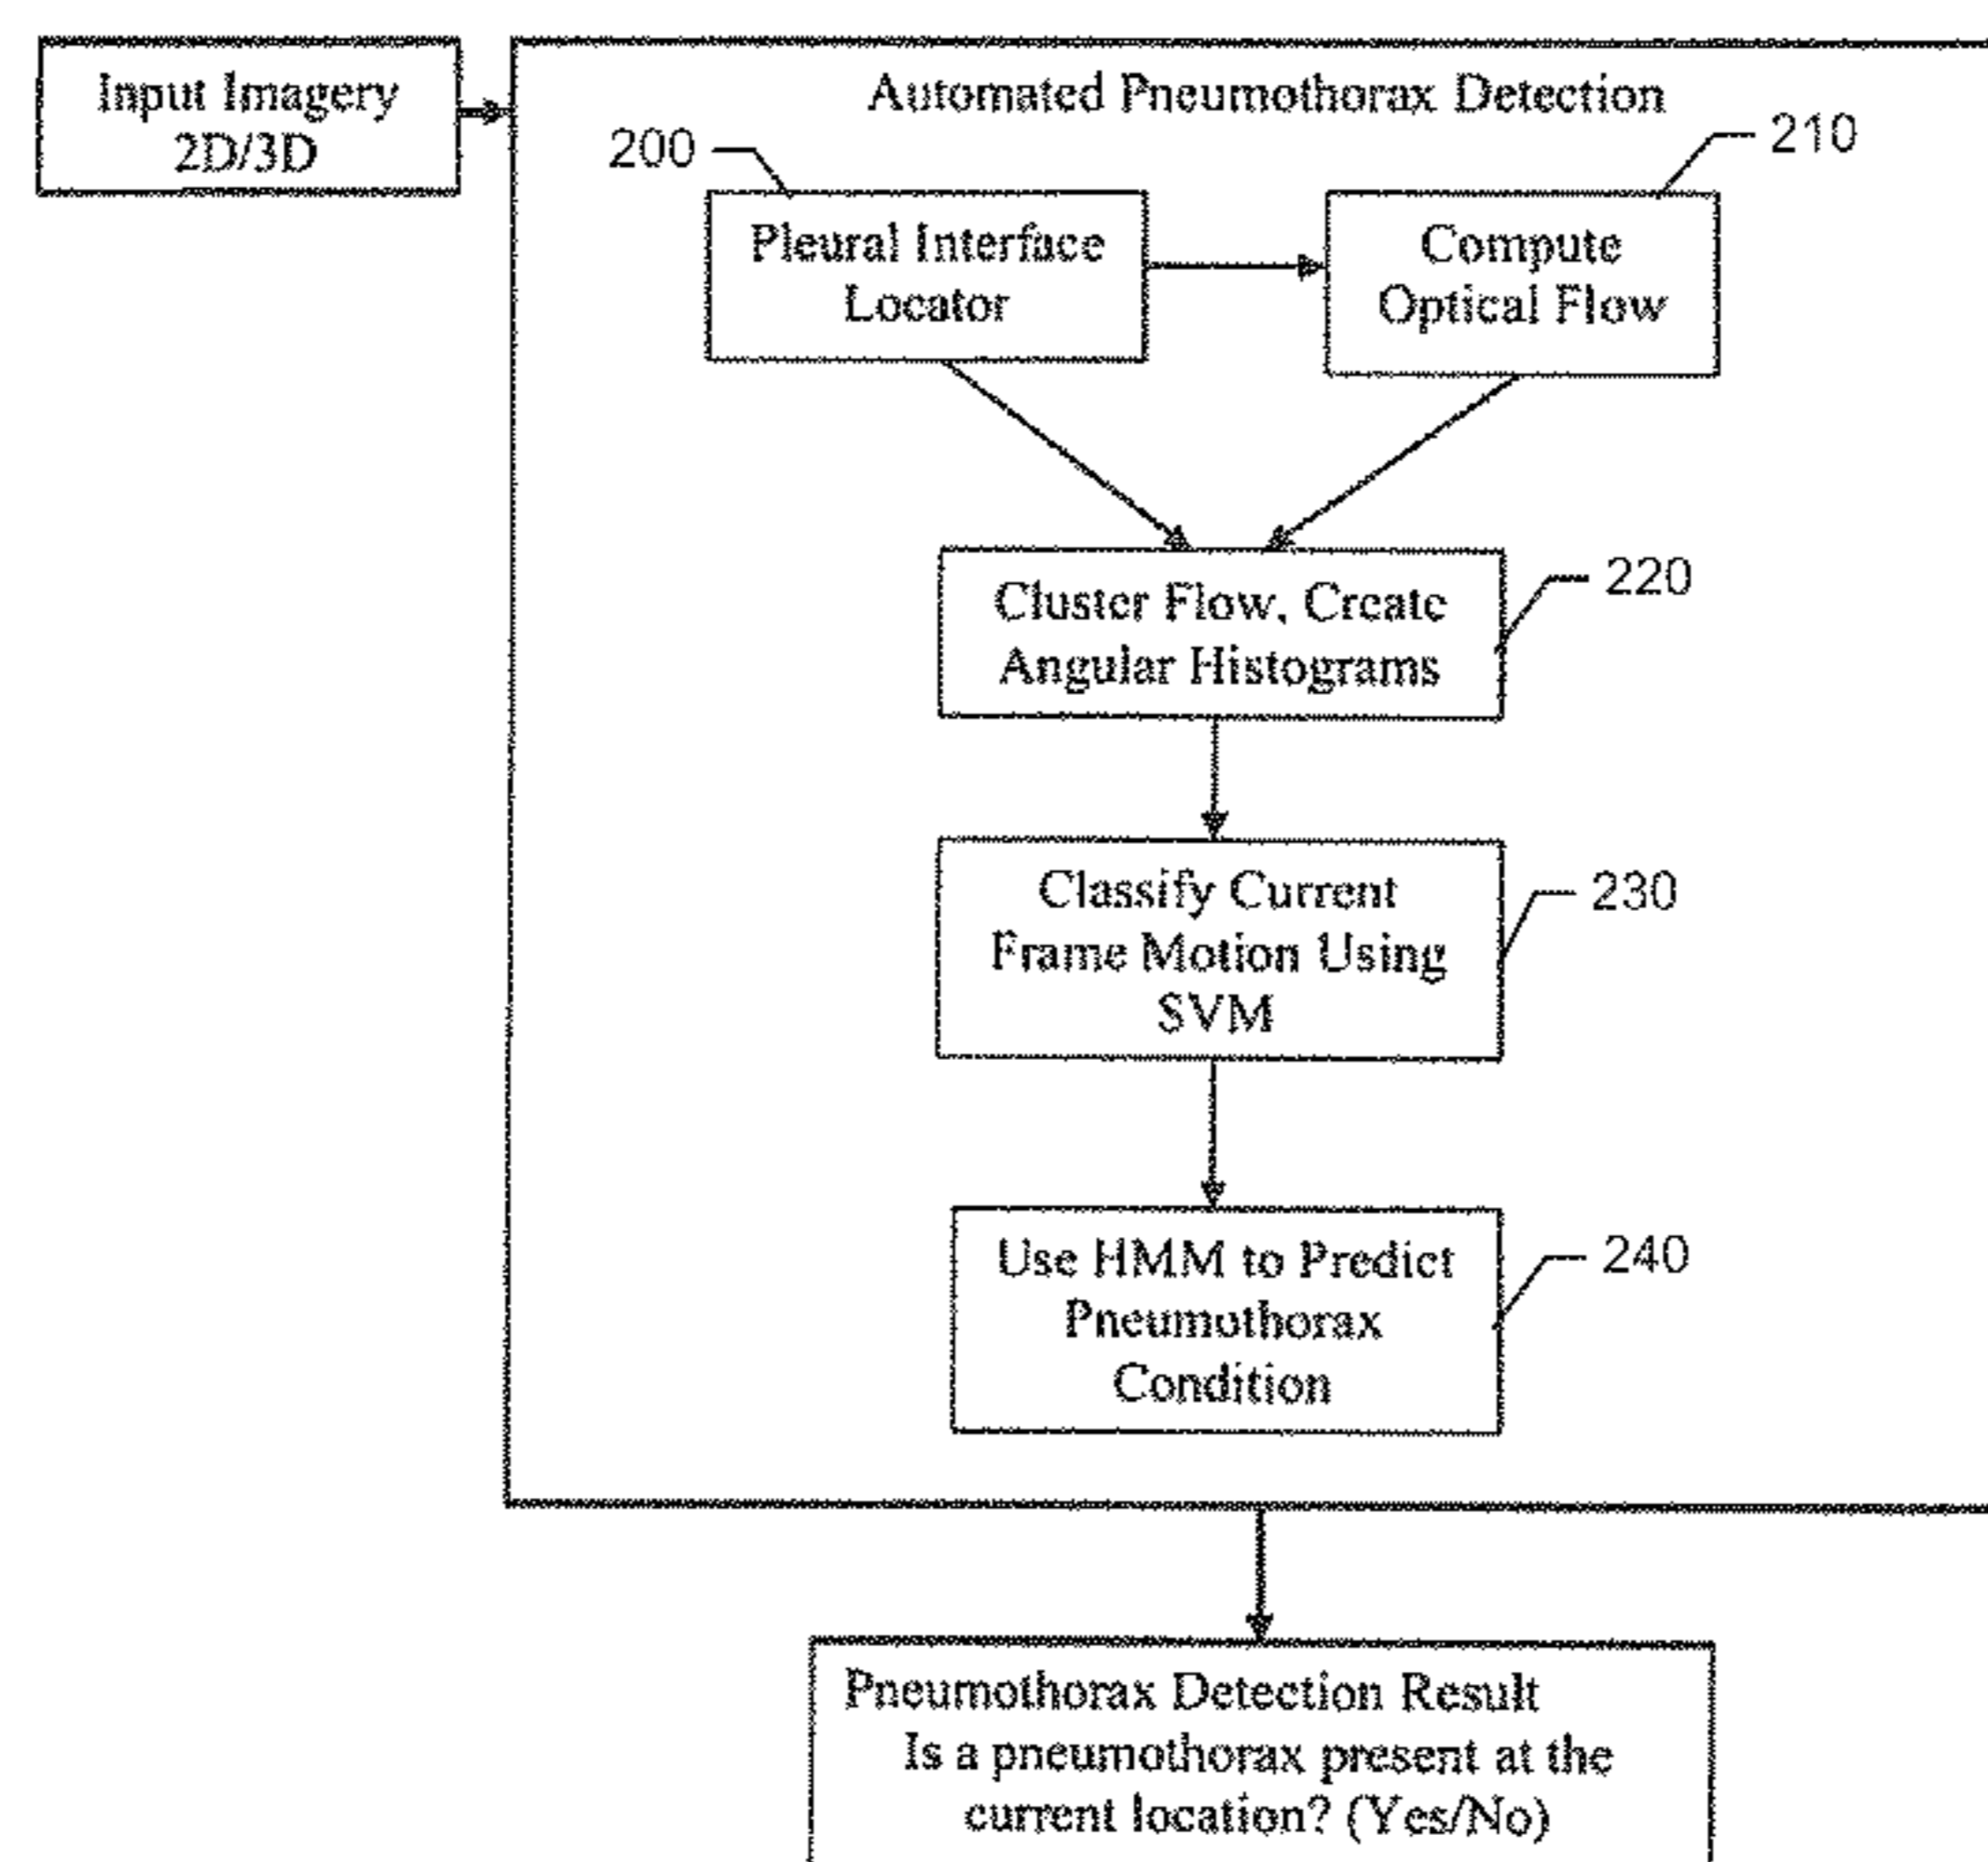 Input Imagery
2D/3D
Automated Pneumothorax Detection
200
210
Pleural Interface
Locator
Compute
Optical Flow
Cluster Flow, Create
Angular Histograms
220
Classify Current
Frame Motion Using
SVM
230
Use HMM to Predict
Pneumothorax
Condition
240
Pneumothorax Detection Result
Is a pneumothorax present at the
current location? (Yes/No)